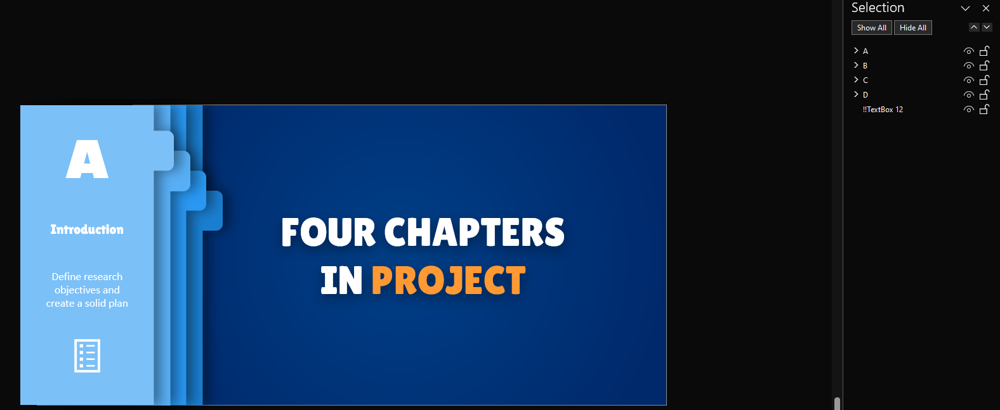 Selection
Show All
Hide All
A
B
C
D
!!TextBox 12
A
Introduction
Define research
objectives and
create a solid plan
FOUR CHAPTERS
IN PROJECT